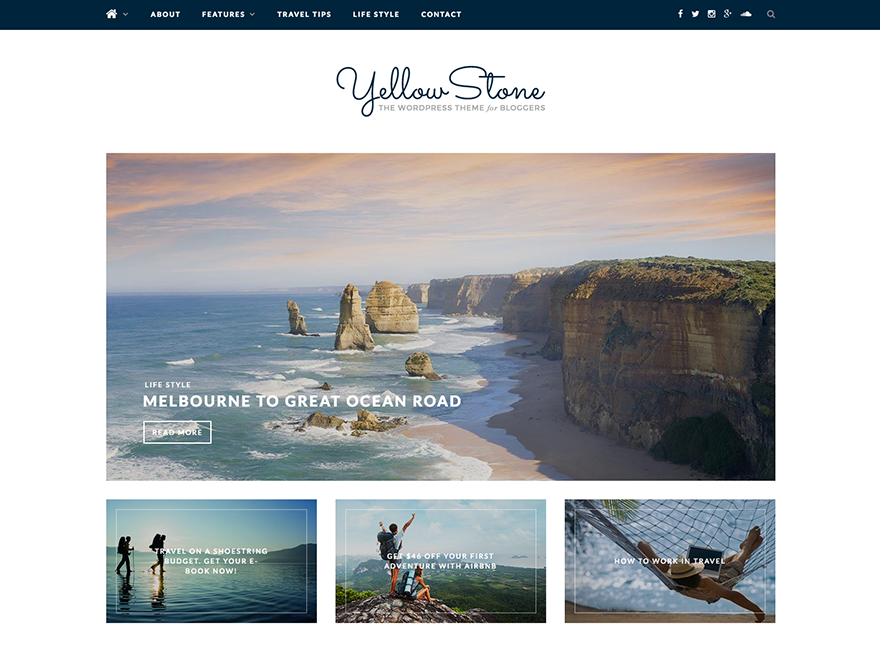 ABOUT FEATURES TRAVEL TIPS LIFE STYLE CONTACT
Yellow Stone
THE WORDPRESS THEME for BLOGGERS
LIFE STYLE
MELBOURNE TO GREAT OCEAN ROAD
READ MORE
TRAVEL ON A SHOESTRING
BUDGET. GET YOUR E-
BOOK NOW!
GET $46 OFF YOUR FIRST
ADVENTURE WITH AIRBNB
HOW TO WORK IN TRAVEL